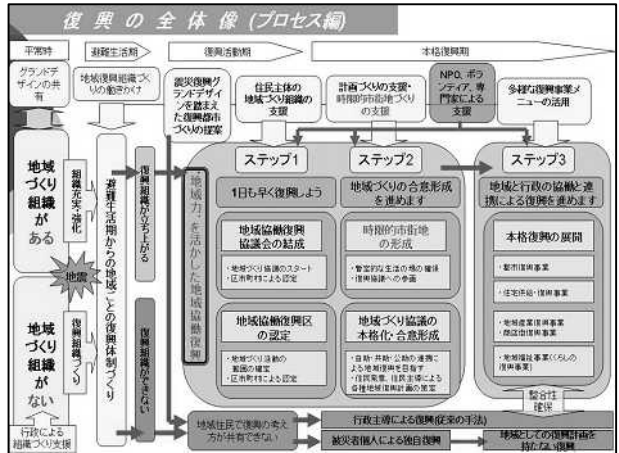 復興の全体像(プロセス編)
平常時
避難生活期
復興活動期
本格復興期
グランドデ
ザインの共
有
地域復興組織づく
りの働きかけ
震災復興グ
ランドデザイ
ンを踏まえ
た復興都市
づくりの提案
住民主体の
地域づくり組織の
支援
計画づくりの支援・
時限的市街地づくり
の支援
NPO、ボラン
ティア、専
門家による
支援
多様な復興事業メ
ニューの活用
地域
づくり
組織が
ある
組織充実・強化
地震
地域
づくり
組織が
ない
復興組織づくり
行政による
組織づくり支援
避難生活期からの地域ごとの復興体制づくり
復興組織が立ち上がる
復興組織ができない
「地域力」を活かした地域協働復興
ステップ1
1日も早く復興しよう
地域協働復興
協議会の結成
・地域づくり協議のスタート
・区市町村による認定
地域協働復興区
の認定
・地域づくり活動の
範囲の確定
・区市町村による認定
ステップ2
地域づくりの合意形成
を進めます
時限的市街地
の形成
・暫定的な生活の場の確保
・復興協議への参画
地域づくり協議の
本格化・合意形成
・自助・共助・公助の連携に
よる地域復興を目指す
・住民発意、住民主導による
各種地域復興計画の策定
ステップ3
地域と行政の協働と連
携による復興を進めます
本格復興の展開
・都市復興事業
・住宅供給・復興事業
・地域産業復興事業
・商店街復興事業
・地域福祉事業(くらしの
復興事業)
整合性
確保
地域住民で復興の考え
方が共有できない
行政主導による復興(従来の手法)
被災者個人による独自復興
地域としての復興計画を
持たない復興